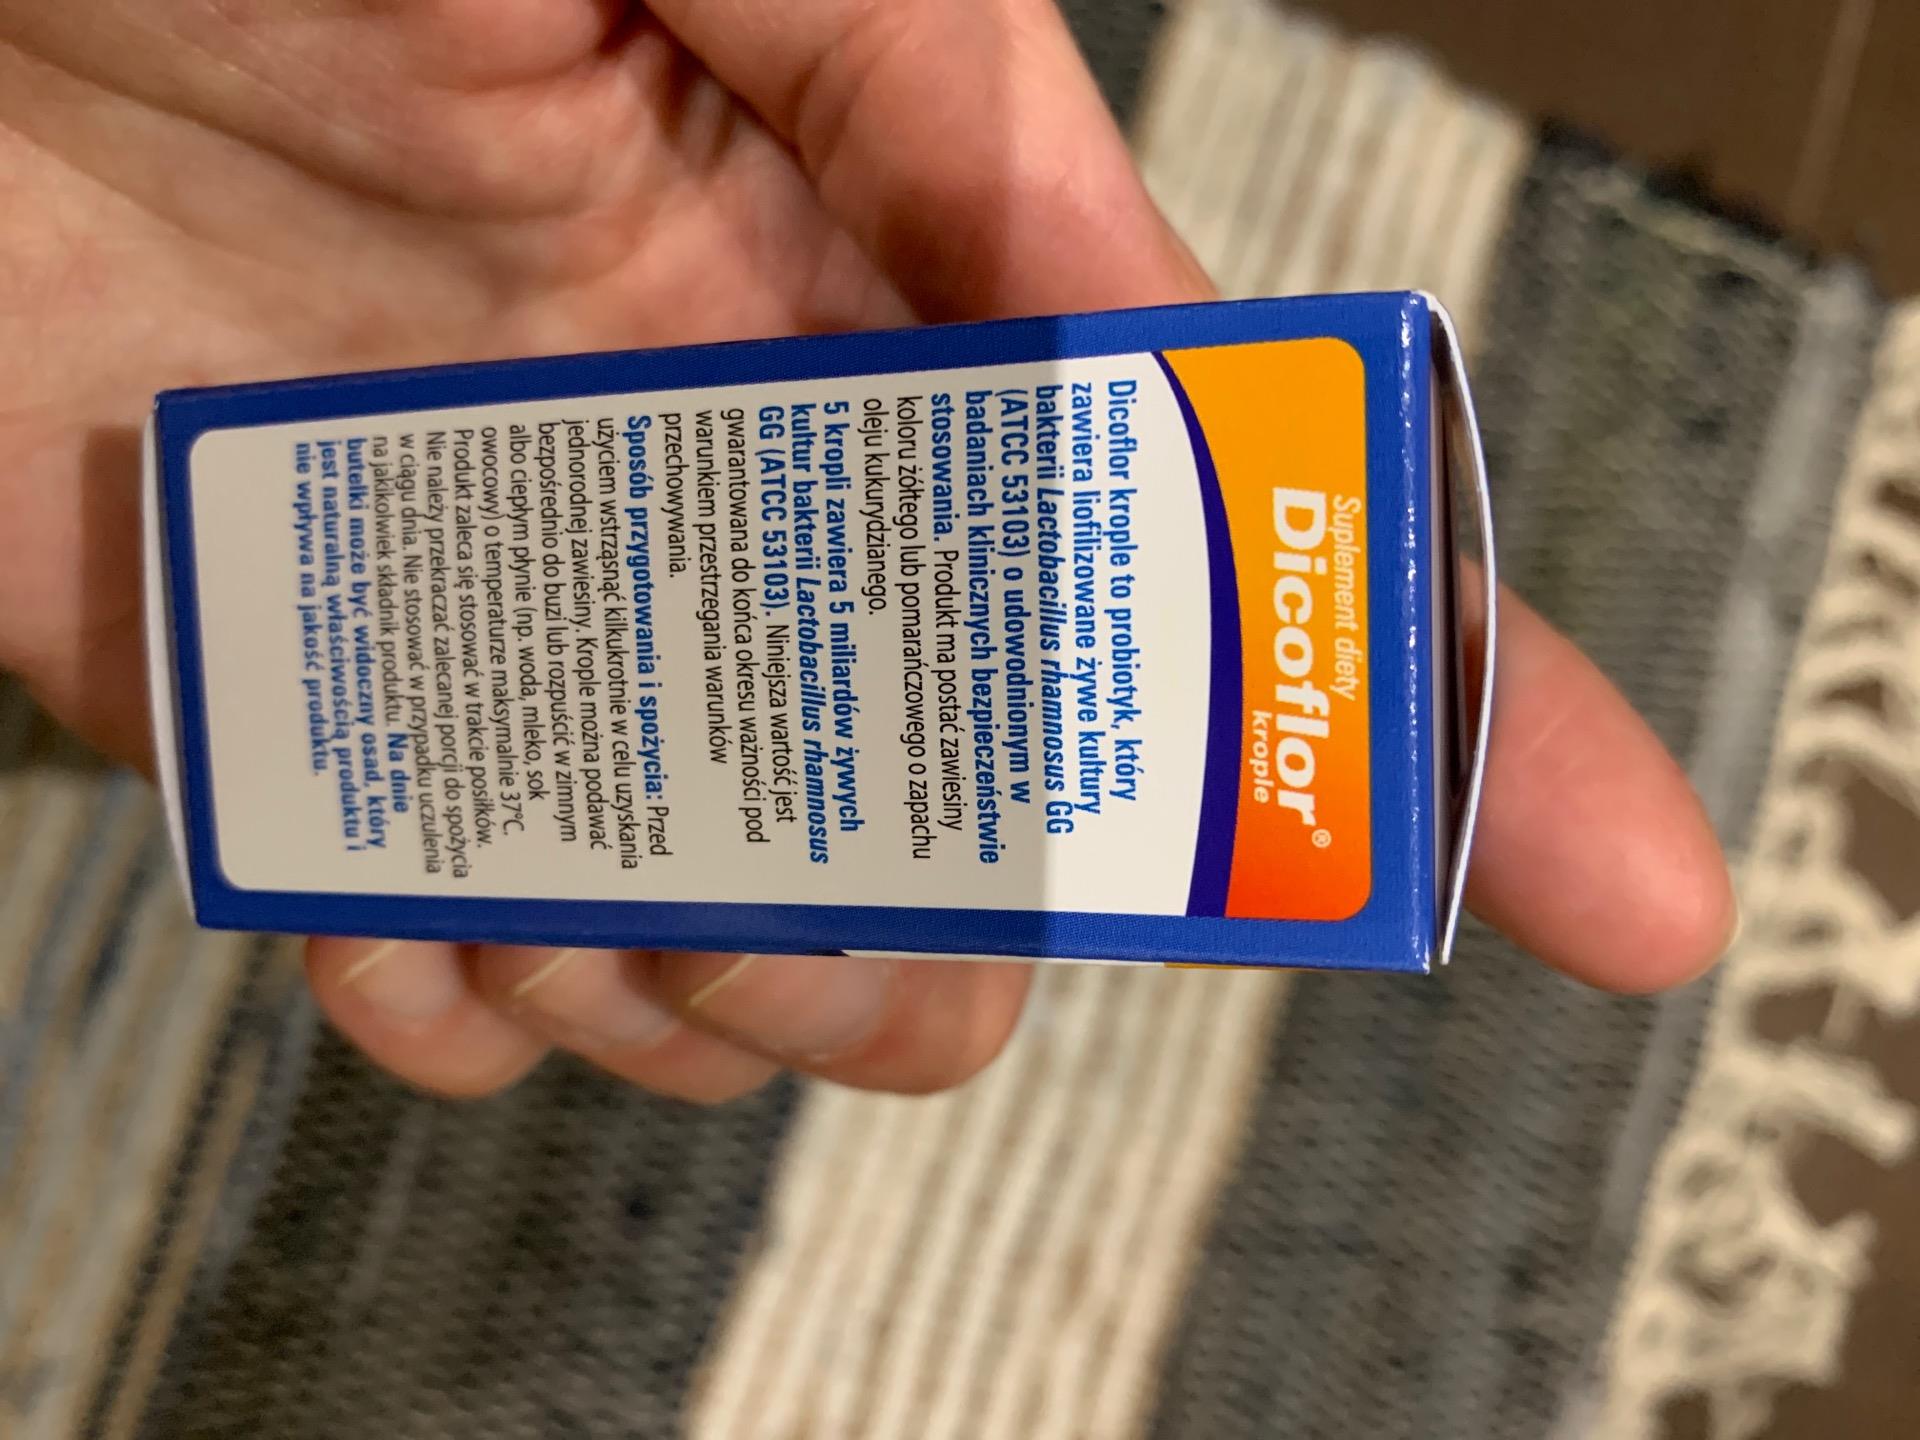 Suplement diety
Dicoflor®
krople
Dicoflor krople to probiotyk, który
zawiera liofilizowane żywe kultury
bakterii Lactobacillus rhamnosus GG
(ATCC 53103) o udowodnionym w
badaniach klinicznych bezpieczeństwie
stosowania. Produkt ma postać zawiesiny
koloru żółtego lub pomarańczowego o zapachu
oleju kukurydzianego.
5 kropli zawiera 5 miliardów żywych
kultur bakterii Lactobacillus rhamnosus
GG (ATCC 53103). Niniejsza wartość jest
gwarantowana do końca okresu ważności pod
warunkiem przestrzegania warunków
przechowywania.
Sposób przygotowania i spożycia: Przed
użyciem wstrząsnąć kilkukrotnie w celu uzyskania
jednorodnej zawiesiny. Krople można podawać
bezpośrednio do buzi lub rozpuścić w zimnym
albo ciepłym płynie (np. woda, mleko, sok
owocowy) o temperaturze maksymalnie 37°C.
Produkt zaleca się stosować w trakcie posiłków.
Nie należy przekraczać zalecanej porcji do spożycia
w ciągu dnia. Nie stosować w przypadku uczulenia
na jakikolwiek składnik produktu. Na dnie
butelki może być widoczny osad, który
jest naturalną właściwością produktu i
nie wpływa na jakość produktu.